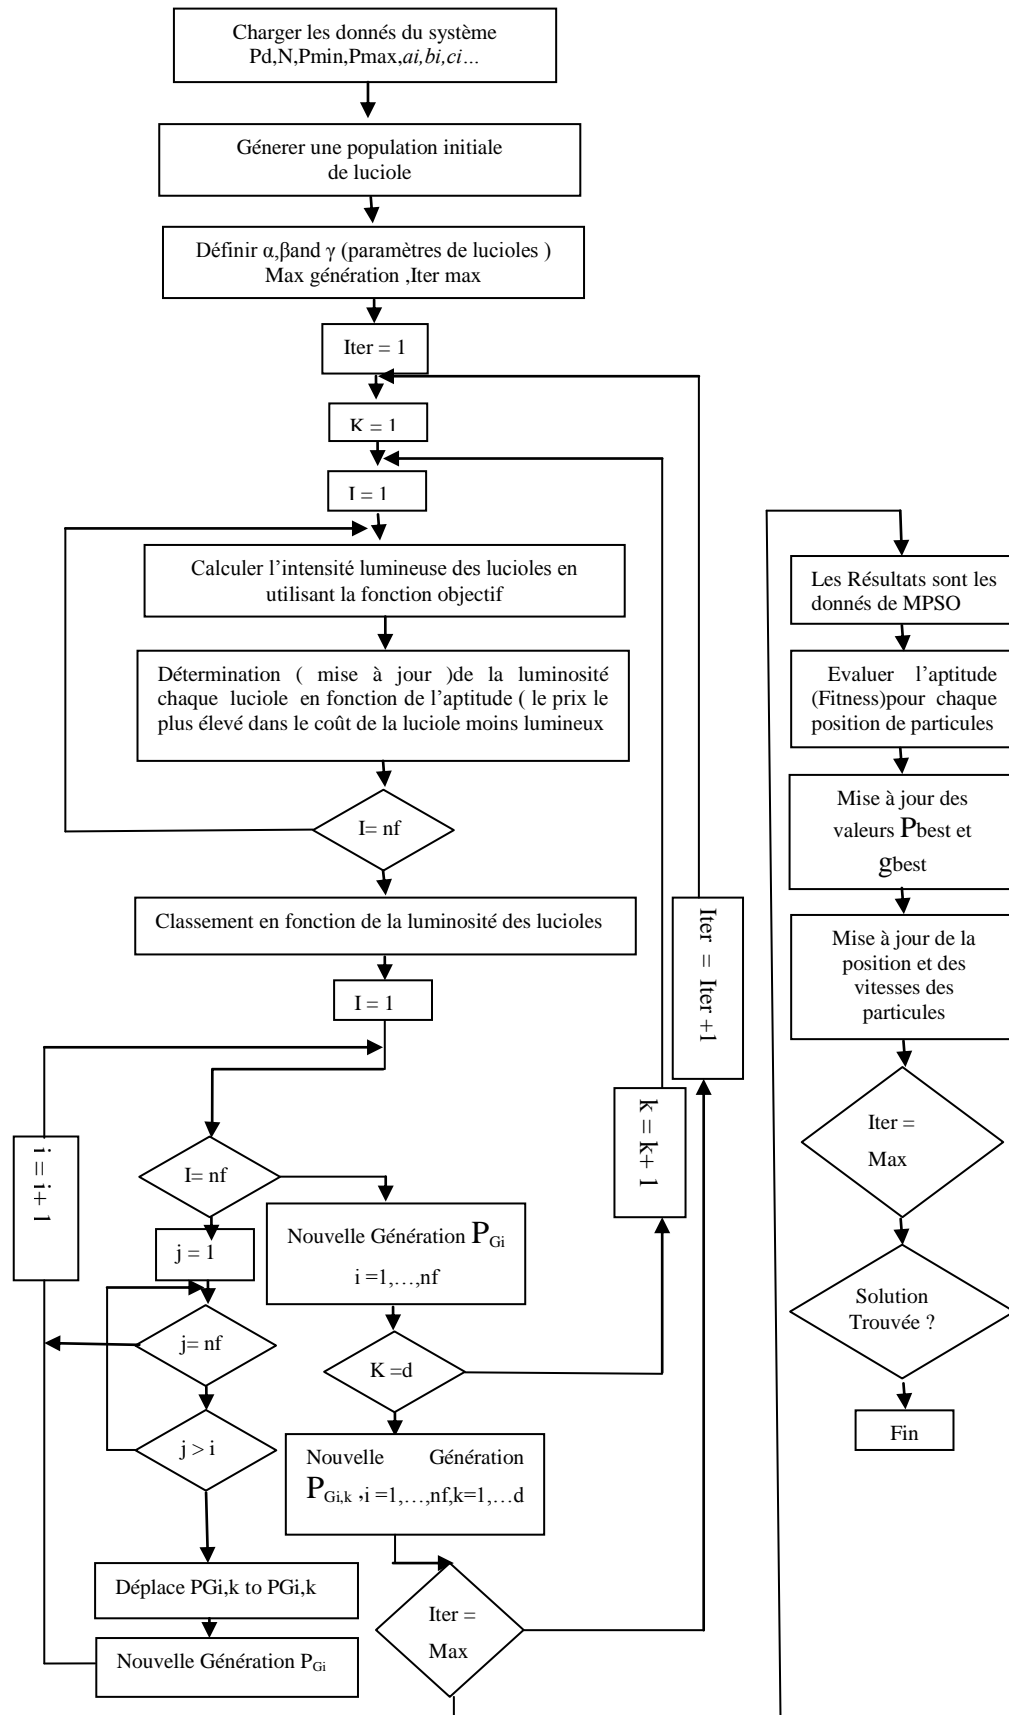 Charger les donnés du système
Pd,N,Pmin,Pmax,ai,bi,ci…
Génerer une population initiale
de luciole
Définir α,βand γ (paramètres de lucioles )
Max génération ,Iter max
Iter = 1
K = 1
I = 1
Calculer l’intensité lumineuse des lucioles en
utilisant la fonction objectif
Détermination ( mise à jour )de la luminosité
chaque luciole en fonction de l’aptitude ( le prix le
plus élevé dans le coût de la luciole moins lumineux
I= nf
Classement en fonction de la luminosité des lucioles
I = 1
i = i + 1
I= nf
j = 1
j= nf
j > i
Déplace PGi,k to PGi,k
Nouvelle Génération PGi
Nouvelle Génération PGi
i =1,…,nf
K =d
Nouvelle Génération
PGi,k ,i =1,…,nf,k=1,…d
Iter =
Max
k = k+ 1
Iter = Iter +1
Les Résultats sont les
donnés de MPSO
Evaluer l’aptitude
(Fitness)pour chaque
position de particules
Mise à jour des
valeurs Pbest et
gbest
Mise à jour de la
position et des
vitesses des
particules
Iter =
Max
Solution
Trouvée ?
Fin